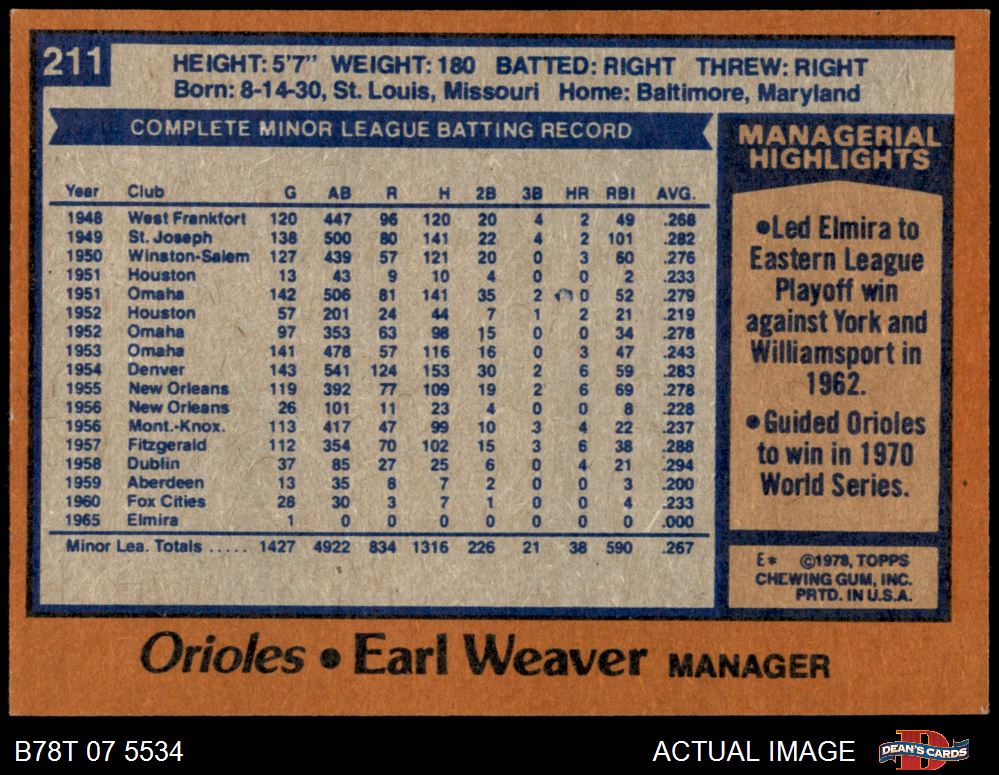 211
HEIGHT: 5'7" WEIGHT: 180 BATTED: RIGHT THREW: RIGHT
Born: 8-14-30, St. Louis, Missouri Home: Baltimore, Maryland
COMPLETE MINOR LEAGUE BATTING RECORD
Year Club G AB R H 2B 3B HR RBI AVG.
1948 West Frankfort 120 447 96 120 20 4 2 49 .268
1949 St. Joseph 138 500 80 141 22 4 2 101 .282
1950 Winston-Salem 127 439 57 121 20 0 3 60 .276
1951 Houston 13 43 9 10 4 0 0 2 .233
1951 Omaha 142 506 81 141 35 2 0 52 .279
1952 Houston 57 201 24 44 7 1 2 21 .219
1952 Omaha 97 353 63 98 15 0 0 34 .278
1953 Omaha 141 478 57 116 16 0 3 47 .243
1954 Denver 143 541 124 153 30 2 6 59 .283
1955 New Orleans 119 392 77 109 19 2 6 69 .278
1956 New Orleans 26 101 11 23 4 0 0 8 .228
1956 Mont.-Knox. 113 417 47 99 10 3 4 22 .237
1957 Fitzgerald 112 354 70 102 15 3 6 38 .288
1958 Dublin 37 85 27 25 6 0 4 21 .294
1959 Aberdeen 13 35 8 7 2 0 0 3 .200
1960 Fox Cities 28 30 3 7 1 0 0 4 .233
1965 Elmira 1 0 0 0 0 0 0 0 .000
Minor Lea. Totals ..... 1427 4922 834 1316 226 21 38 590 .267
MANAGERIAL
HIGHLIGHTS
•Led Elmira to
Eastern League
Playoff win
against York and
Williamsport in
1962.
•Guided Orioles
to win in 1970
World Series.
E* ©1978, TOPPS
CHEWING GUM, INC.
PRTD. IN U.S.A.
Orioles • Earl Weaver MANAGER
B78T 07 5534
ACTUAL IMAGE
D
DEAN'S CARDS